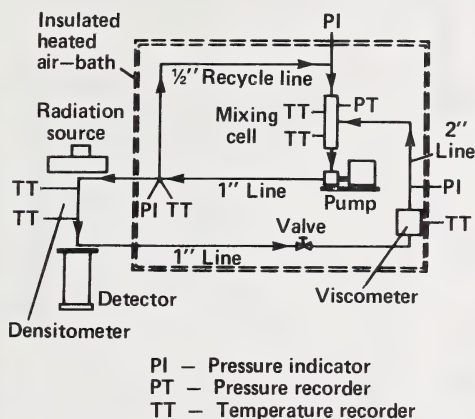 PI
Insulated
heated
air—bath
½″ Recycle line
Radiation
source
Mixing
cell
TT
PT
TT
2″
Line
TT
TT
PI TT
1″ Line
Pump
PI
Valve
TT
1″ Line
Viscometer
Detector
Densitometer
PI — Pressure indicator
PT — Pressure recorder
TT — Temperature recorder